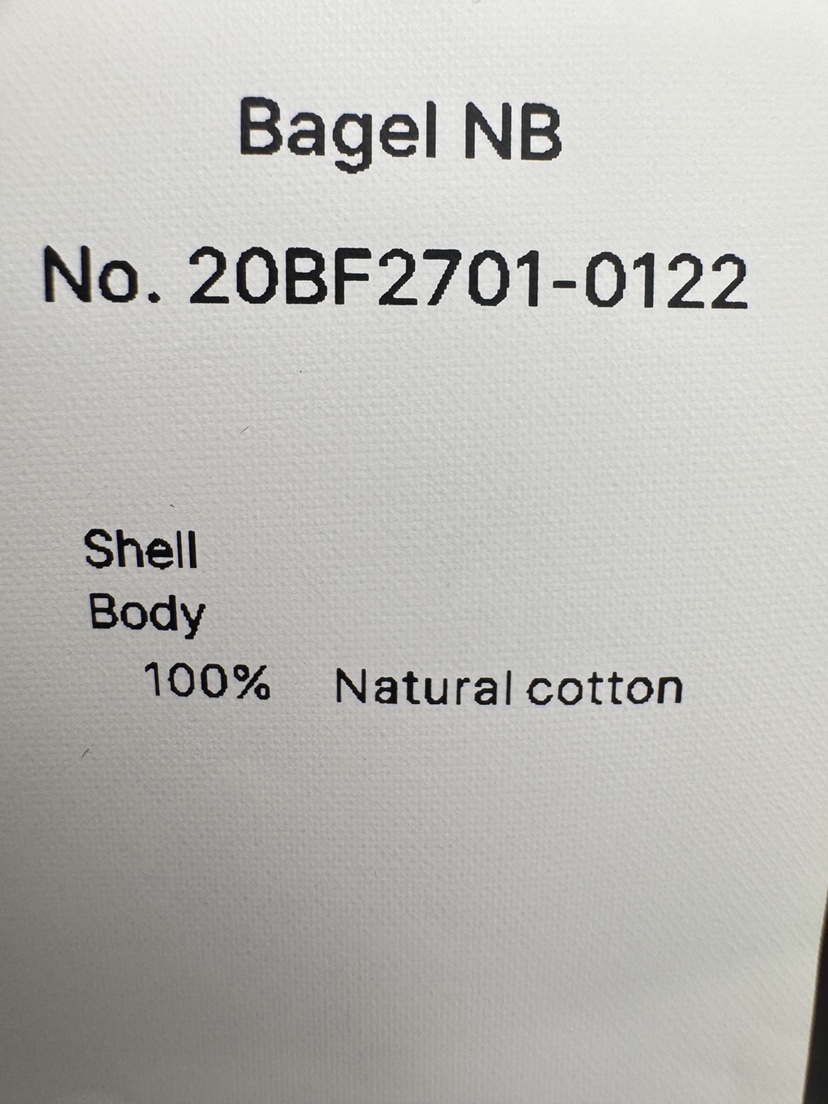 Bagel NB
No. 20BF2701-0122
Shell
Body
100% Natural cotton